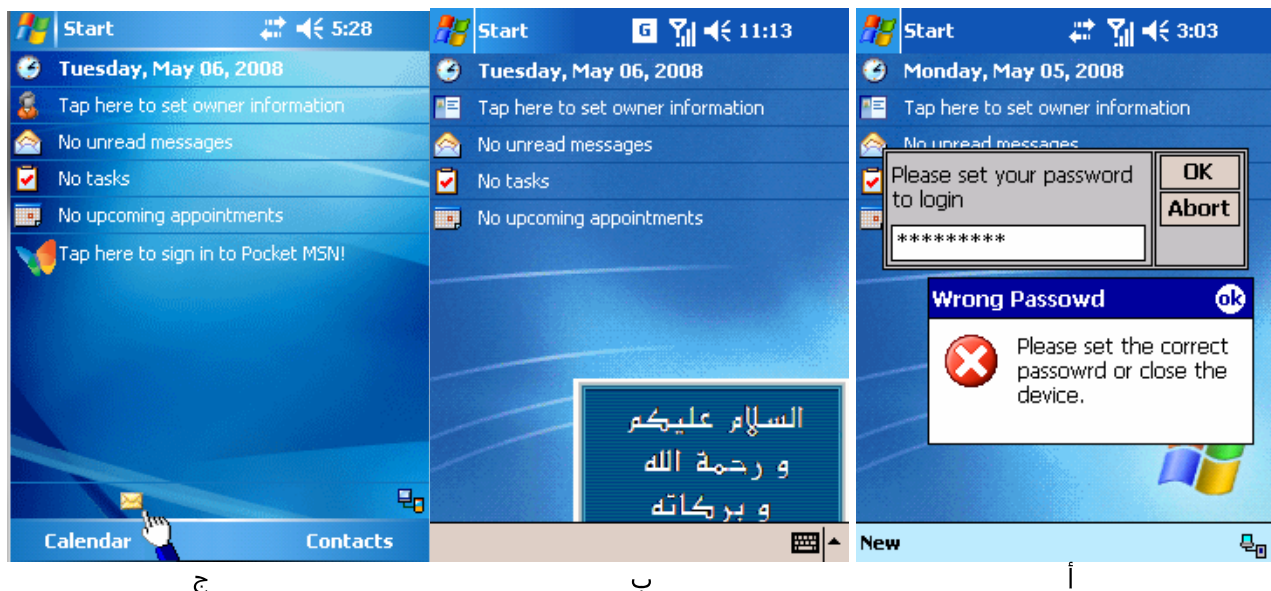 Start
5:28
Tuesday, May 06, 2008
Tap here to set owner information
No unread messages
No tasks
No upcoming appointments
Tap here to sign in to Pocket MSN!
Calendar
Contacts
ج
Start
G
11:13
Tuesday, May 06, 2008
Tap here to set owner information
No unread messages
No tasks
No upcoming appointments
السلام عليكم
و رحمة الله
و بركاته
ب
Start
3:03
Monday, May 05, 2008
Tap here to set owner information
No unread messages
Please set your password
to login
*********
OK
Abort
Wrong Passowd
ok
Please set the correct
passowrd or close the
device.
New
أ